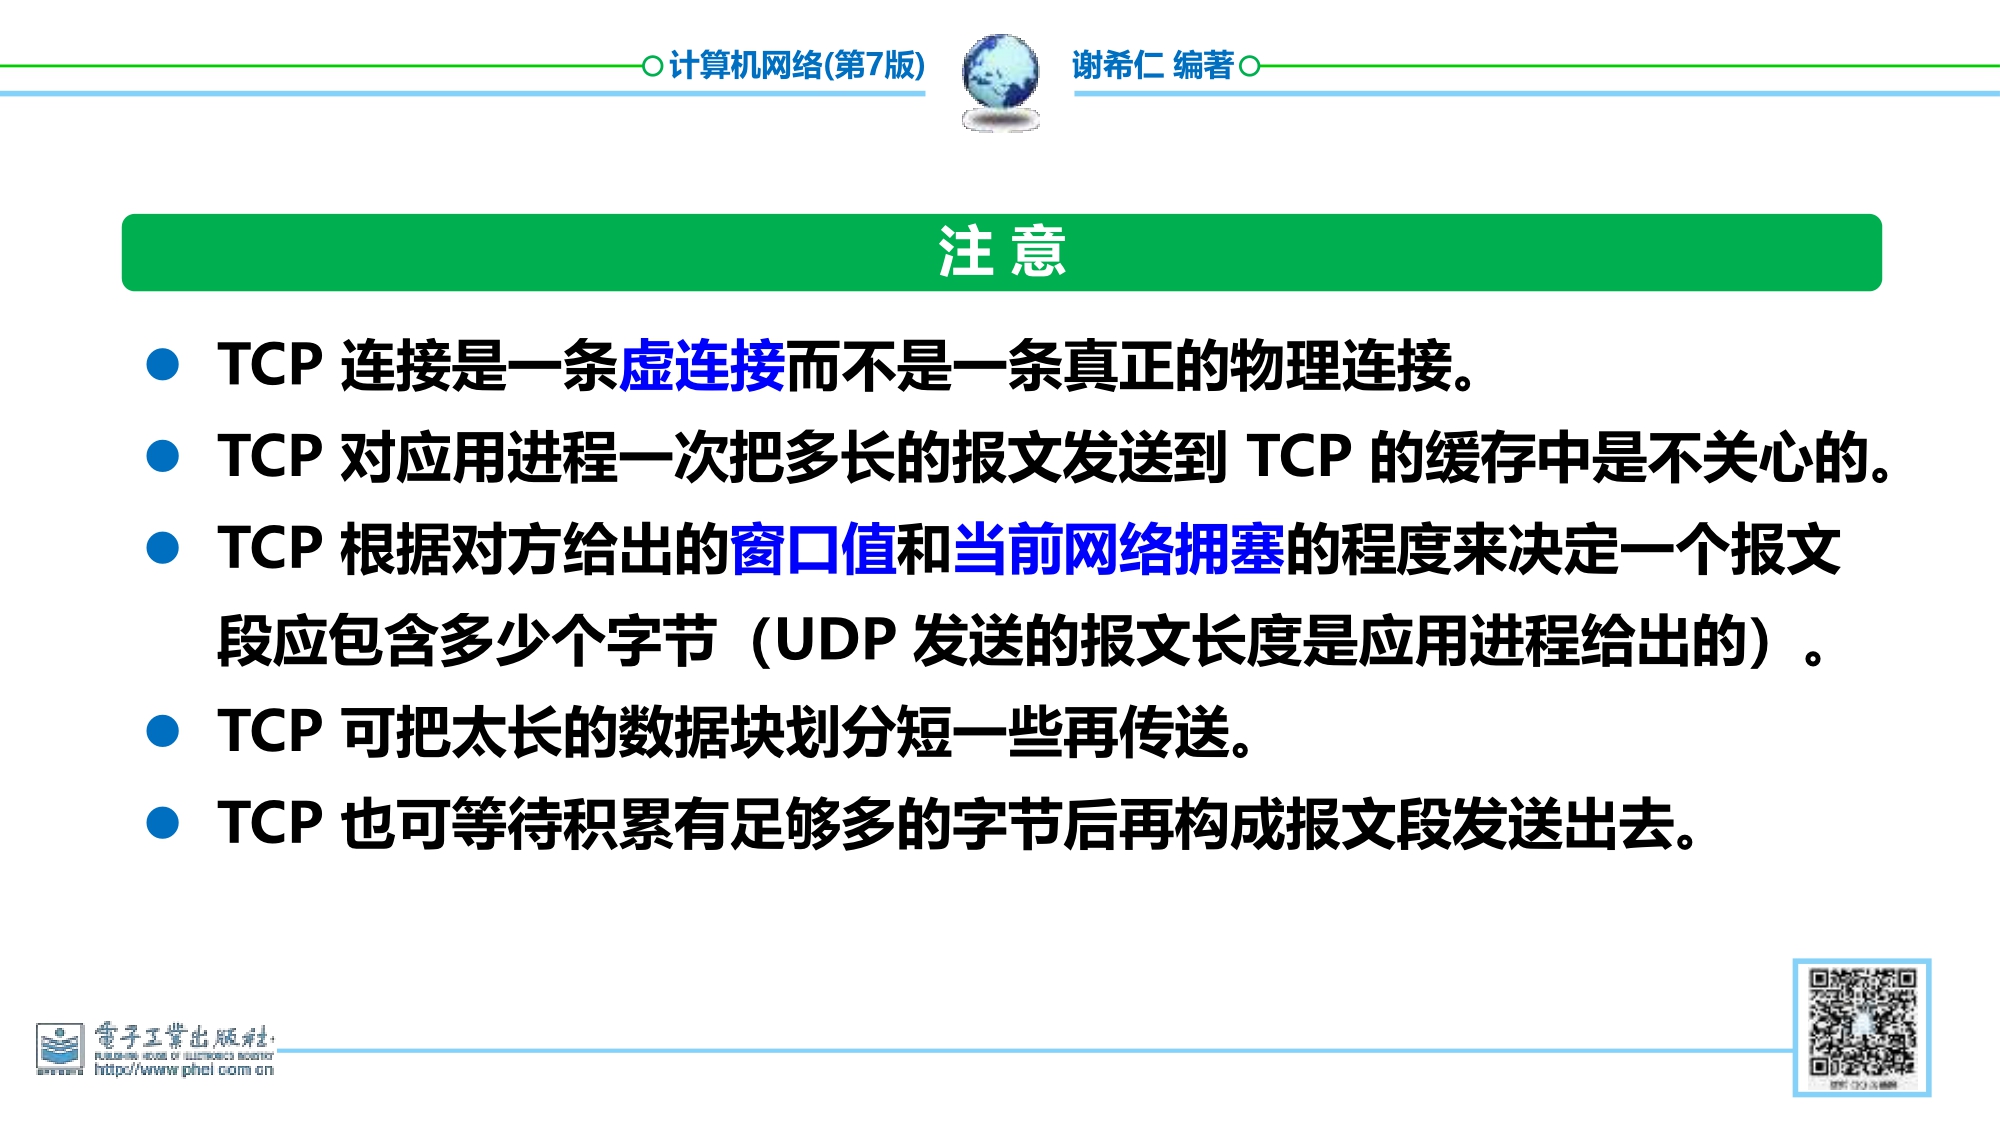 计算机网络(第7版)
谢希仁 编著
注 意
TCP 连接是一条虚连接而不是一条真正的物理连接。
TCP 对应用进程一次把多长的报文发送到 TCP 的缓存中是不关心的。
TCP 根据对方给出的窗口值和当前网络拥塞的程度来决定一个报文
段应包含多少个字节（UDP 发送的报文长度是应用进程给出的）。
TCP 可把太长的数据块划分短一些再传送。
TCP 也可等待积累有足够多的字节后再构成报文段发送出去。
電子工業出版社
PUBLISHING HOUSE OF ELECTRONICS INDUSTRY
http://www.phei.com.cn